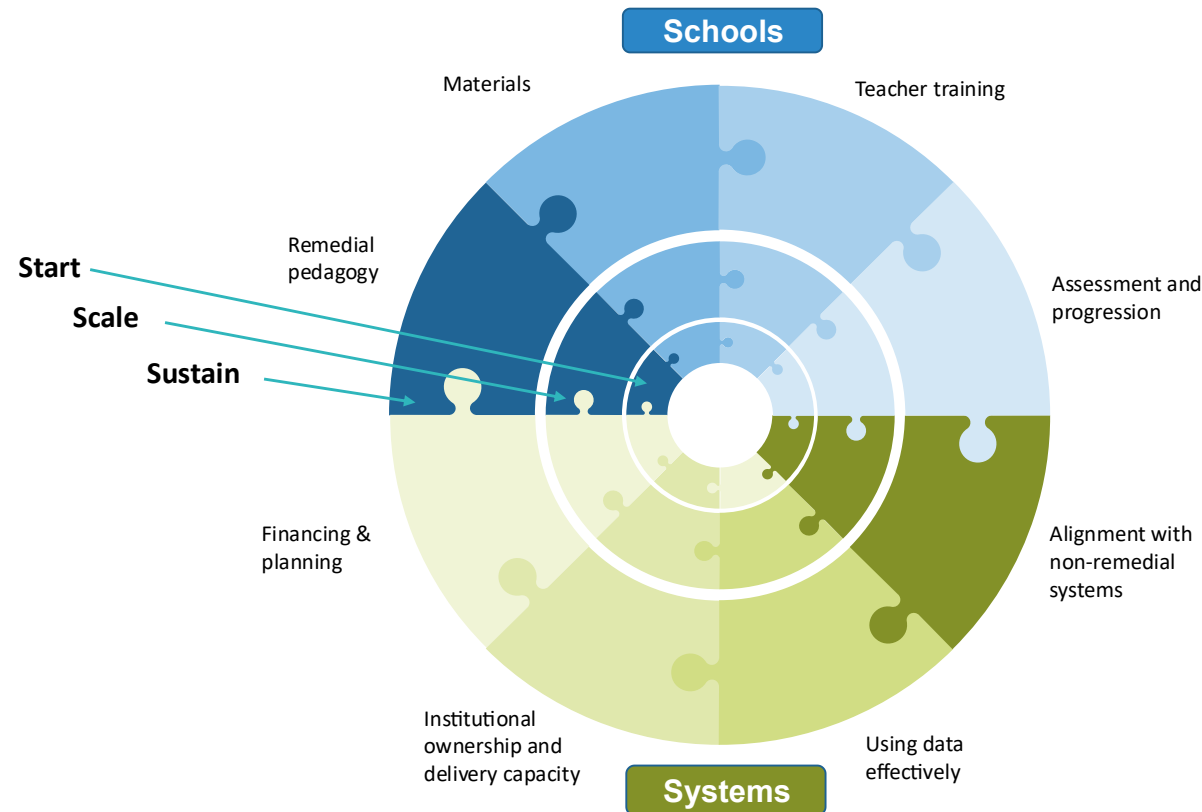 Schools
Materials
Teacher training
Remedial
pedagogy
Start
Scale
Sustain
Assessment and
progression
Financing &
planning
Alignment with
non-remedial
systems
Institutional
ownership and
delivery capacity
Using data
effectively
Systems